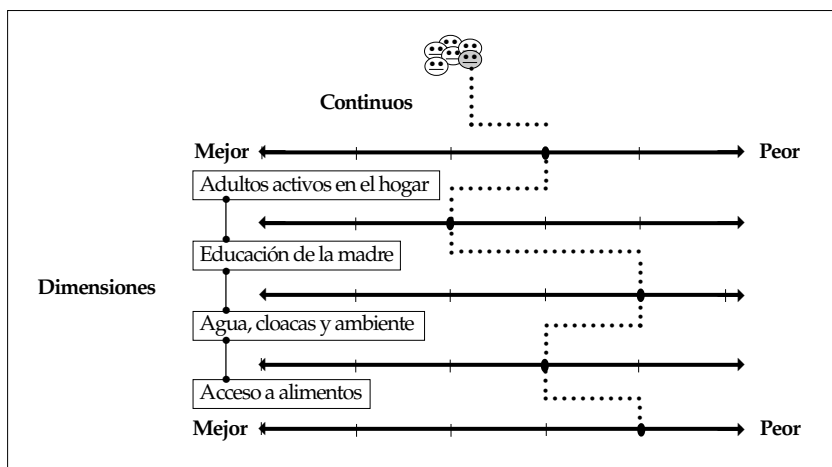 Continuos
Mejor
Peor
Adultos activos en el hogar
Educación de la madre
Dimensiones
Agua, cloacas y ambiente
Acceso a alimentos
Mejor
Peor